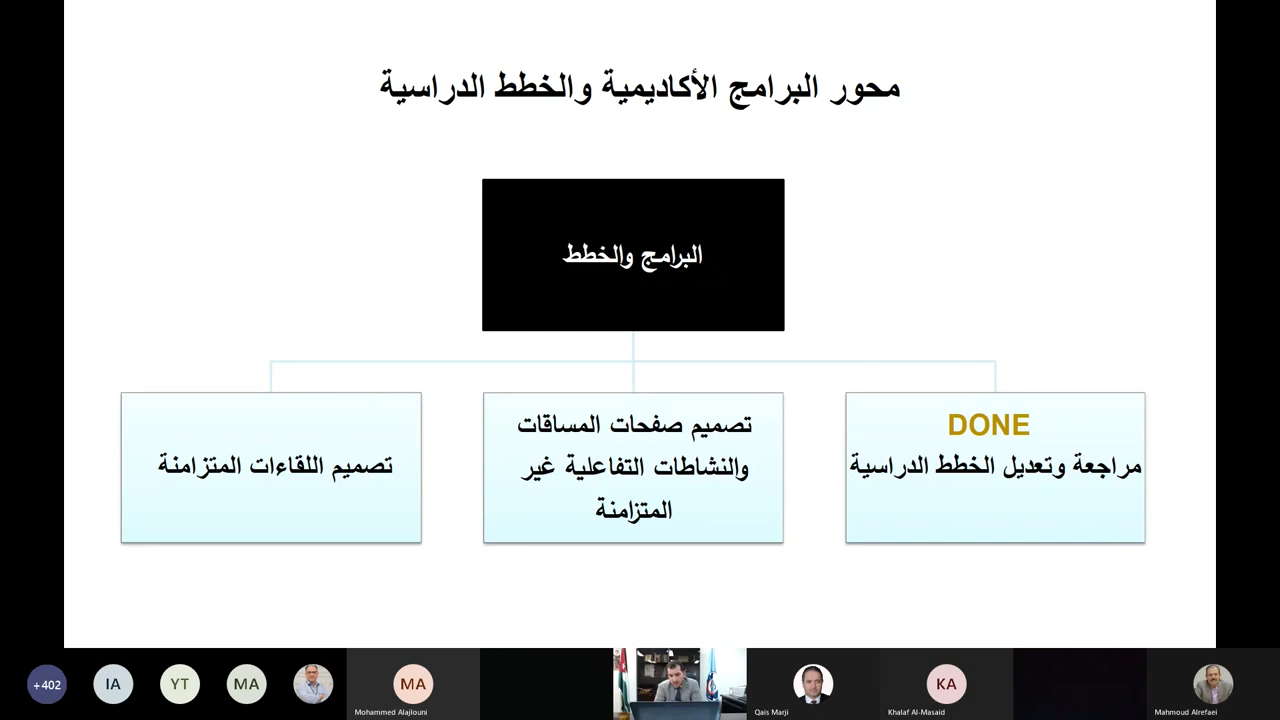 محور البرامج الأكاديمية والخطط الدراسية
البرامج والخطط
DONE
مراجعة وتعديل الخطط الدراسية
تصميم صفحات المساقات
والنشاطات التفاعلية غير
المتزامنة
تصميم اللقاءات المتزامنة
+402
IA
YT
MA
MA
Mohammed Alajlouni
Qais Marji
KA
Khalaf Al-Masaid
Mahmoud Alrefaei